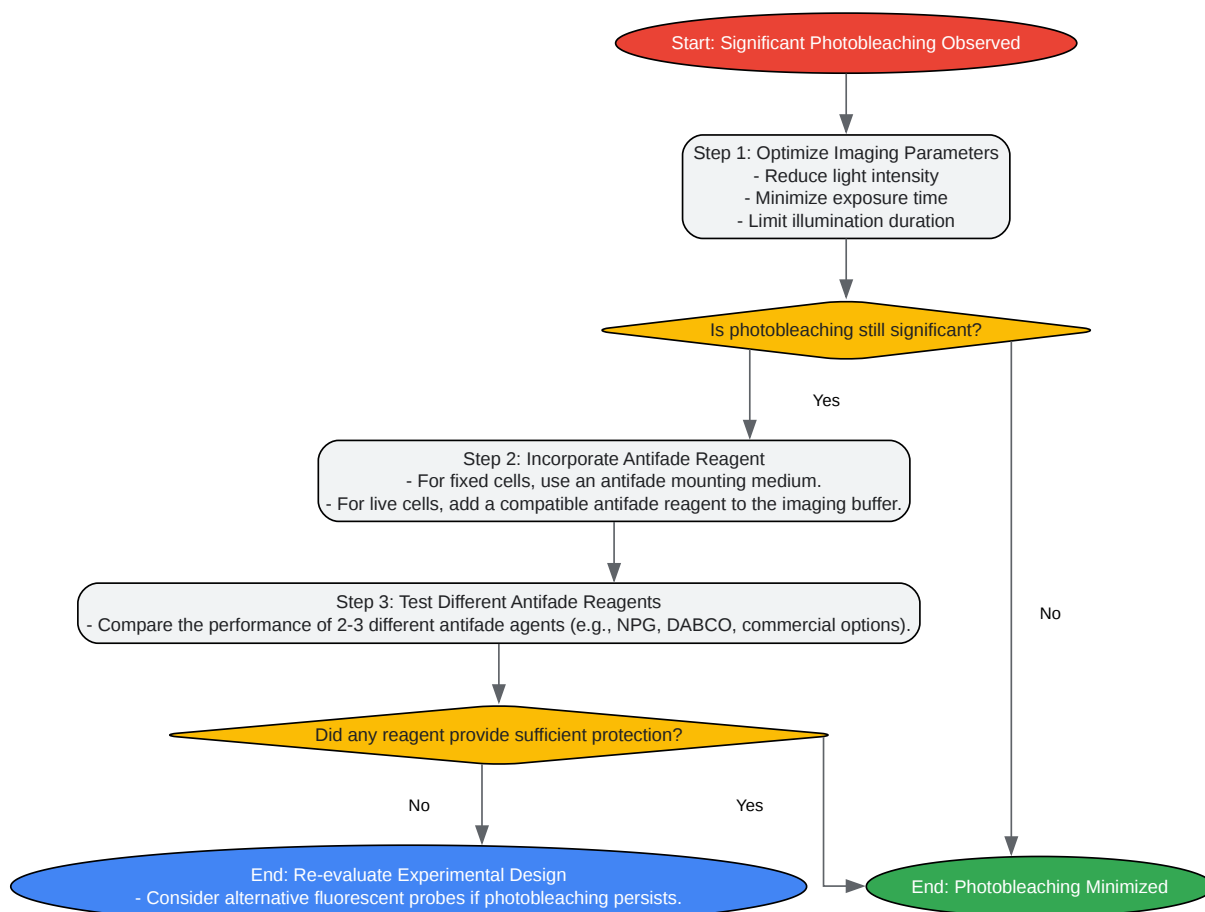 Start: Significant Photobleaching Observed
Step 1: Optimize Imaging Parameters
- Reduce light intensity
- Minimize exposure time
- Limit illumination duration
Is photobleaching still significant?
Yes
Step 2: Incorporate Antifade Reagent
- For fixed cells, use an antifade mounting medium.
- For live cells, add a compatible antifade reagent to the imaging buffer.
Step 3: Test Different Antifade Reagents
- Compare the performance of 2-3 different antifade agents (e.g., NPG, DABCO, commercial options).
No
Did any reagent provide sufficient protection?
No
Yes
End: Re-evaluate Experimental Design
- Consider alternative fluorescent probes if photobleaching persists.
End: Photobleaching Minimized